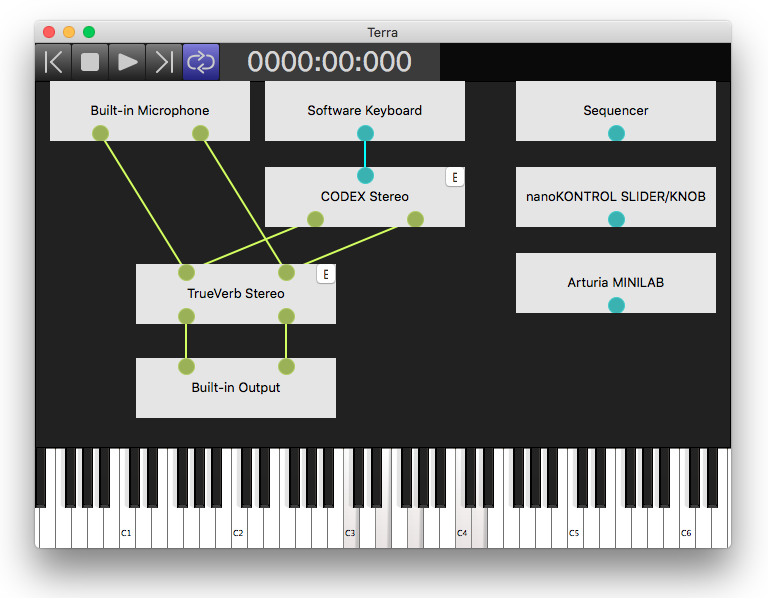 Terra
0000:00:000
Built-in Microphone
Software Keyboard
Sequencer
E
CODEX Stereo
nanoKONTROL SLIDER/KNOB
E
TrueVerb Stereo
Arturia MINILAB
Built-in Output
C1 C2 C3 C4 C5 C6